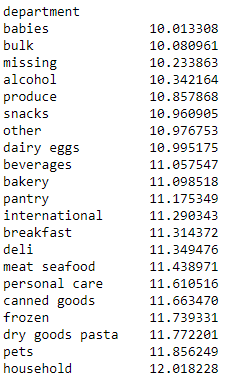 department
babies 10.013308
bulk 10.080961
missing 10.233863
alcohol 10.342164
produce 10.857868
snacks 10.960905
other 10.976753
dairy eggs 10.995175
beverages 11.057547
bakery 11.098518
pantry 11.175349
international 11.290343
breakfast 11.314372
deli 11.349476
meat seafood 11.438971
personal care 11.610516
canned goods 11.663470
frozen 11.739331
dry goods pasta 11.772201
pets 11.856249
household 12.018228